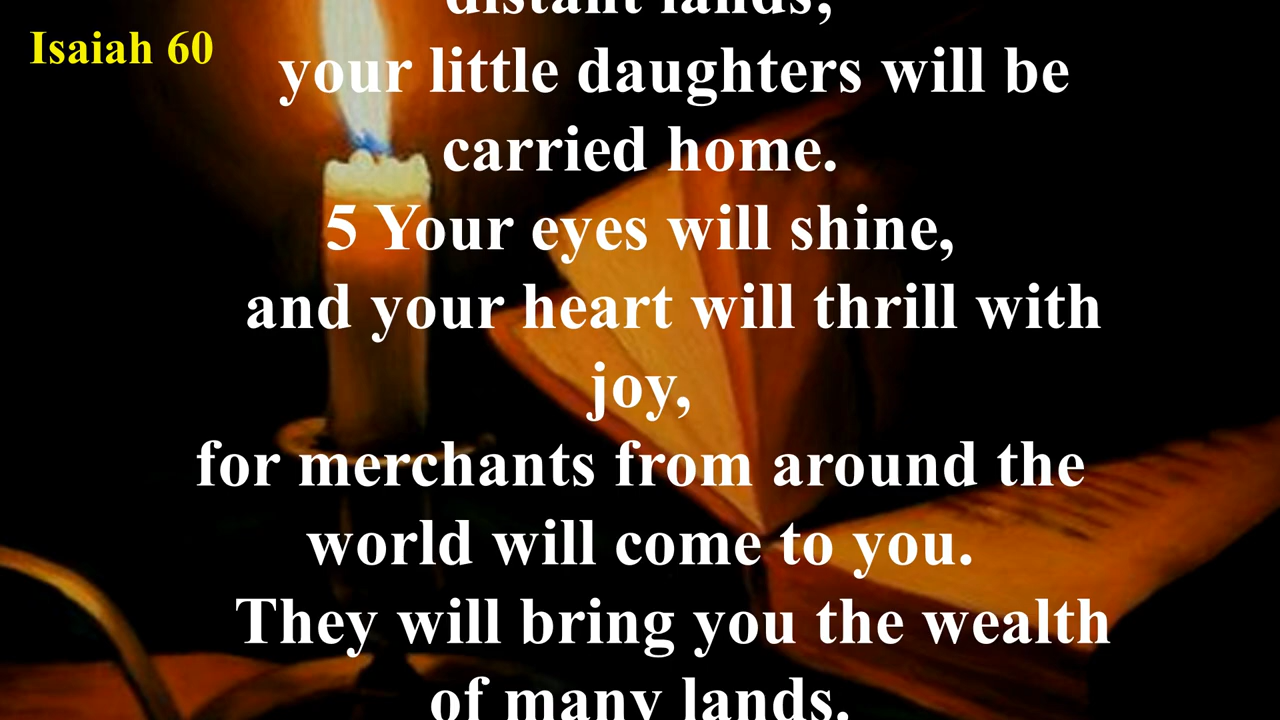 Isaiah 60
distant lands;
your little daughters will be
carried home.
5 Your eyes will shine,
and your heart will thrill with
joy,
for merchants from around the
world will come to you.
They will bring you the wealth
of many lands.